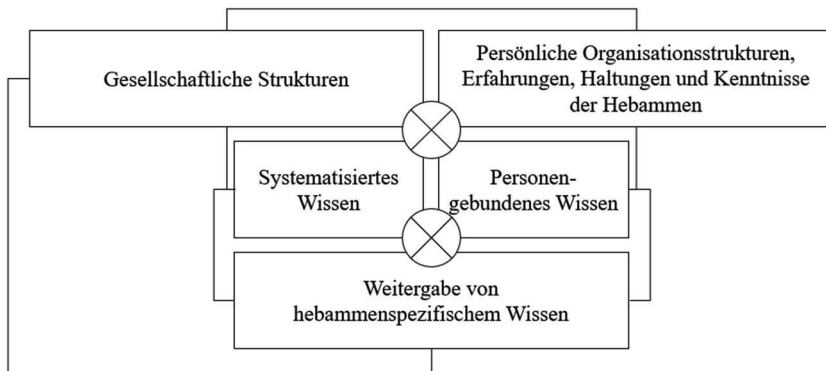 Gesellschaftliche Strukturen
Persönliche Organisationsstrukturen,
Erfahrungen, Haltungen und Kenntnisse
der Hebammen
Systematisiertes
Wissen
Personen-
gebundenes Wissen
Weitergabe von
hebammenspezifischem Wissen